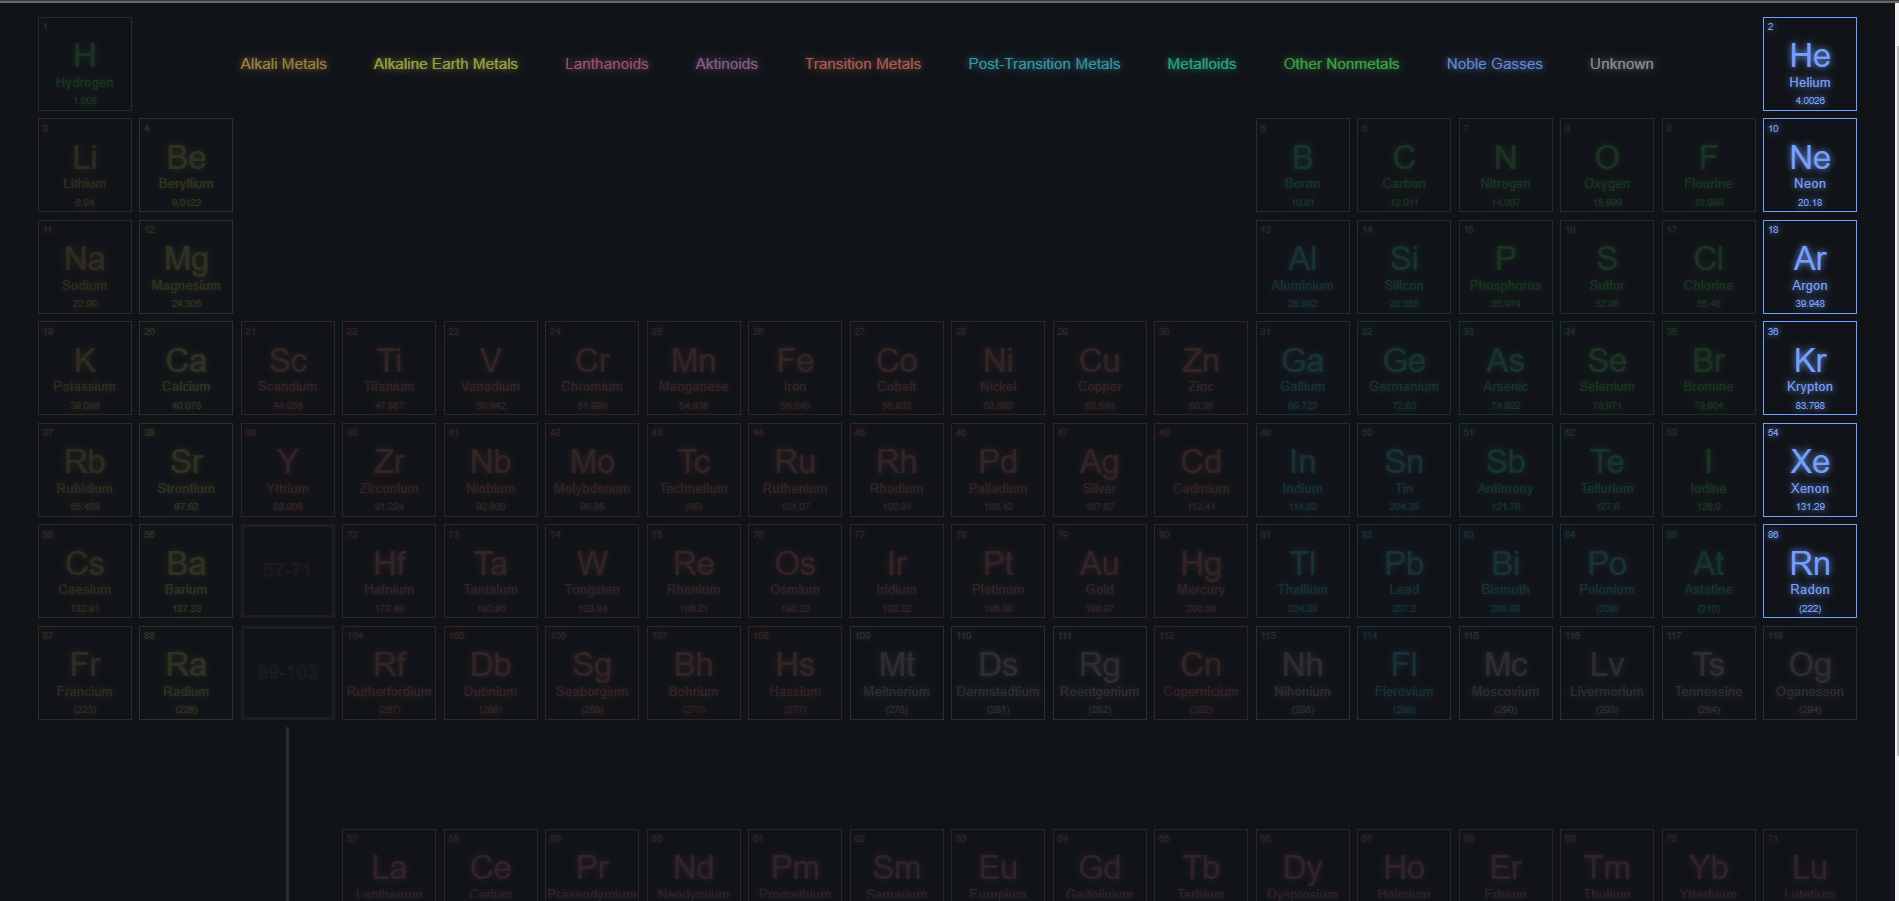 1 2
H He
Hydrogen Helium
1.008 4.0026
Alkali Metals Alkaline Earth Metals Lanthanoids Aktinoids Transition Metals Post-Transition Metals Metalloids Other Nonmetals Noble Gasses Unknown
3 4 5 6 7 8 9 10
Li Be B C N O F Ne
Lithium Beryllium Boron Carbon Nitrogen Oxygen Flourine Neon
6.94 9.0122 10.81 12.011 14.007 15.999 18.998 20.18
11 12 13 14 15 16 17 18
Na Mg Al Si P S Cl Ar
Sodium Magnesium Aluminium Silicon Phosphorus Sulfur Chlorine Argon
22.99 24.305 26.982 28.085 30.974 32.06 35.45 39.948
19 20 21 22 23 24 25 26 27 28 29 30 31 32 33 34 35 36
K Ca Sc Ti V Cr Mn Fe Co Ni Cu Zn Ga Ge As Se Br Kr
Potassium Calcium Scandium Titanium Vanadium Chromium Manganese Iron Cobalt Nickel Copper Zinc Gallium Germanium Arsenic Selenium Bromine Krypton
39.098 40.078 44.956 47.867 50.942 51.996 54.938 55.845 58.933 58.693 63.546 65.38 69.723 72.63 74.922 78.971 79.904 83.798
37 38 39 40 41 42 43 44 45 46 47 48 49 50 51 52 53 54
Rb Sr Y Zr Nb Mo Tc Ru Rh Pd Ag Cd In Sn Sb Te I Xe
Rubidium Strontium Yttrium Zirconium Niobium Molybdenum Technetium Ruthenium Rhodium Palladium Silver Cadmium Indium Tin Antimony Tellurium Iodine Xenon
85.468 87.62 88.906 91.224 92.906 95.95 (98) 101.07 102.91 106.42 107.87 112.41 114.82 204.38 121.76 127.6 126.9 131.29
55 56 72 73 74 75 76 77 78 79 80 81 82 83 84 85 86
Cs Ba 57-71 Hf Ta W Re Os Ir Pt Au Hg Tl Pb Bi Po At Rn
Caesium Barium Hafnium Tantalum Tungsten Rhenium Osmium Iridium Platinum Gold Mercury Thallium Lead Bismuth Polonium Astatine Radon
132.91 137.33 178.49 180.95 183.84 186.21 190.23 192.22 195.08 196.97 200.59 204.38 207.2 208.98 (209) (210) (222)
87 88 104 105 106 107 108 109 110 111 112 113 114 115 116 117 118
Fr Ra 89-103 Rf Db Sg Bh Hs Mt Ds Rg Cn Nh Fl Mc Lv Ts Og
Francium Radium Rutherfordium Dubnium Seaborgium Bohrium Hassium Meitnerium Darmstadtium Roentgenium Copernicium Nihonium Flerovium Moscovium Livermorium Tennessine Oganesson
(223) (226) (267) (268) (269) (270) (277) (278) (281) (282) (282) (286) (289) (290) (293) (294) (294)
57 58 59 60 61 62 63 64 65 66 67 68 69 70 71
La Ce Pr Nd Pm Sm Eu Gd Tb Dy Ho Er Tm Yb Lu
Lanthanum Cerium Praseodymium Neodymium Promethium Samarium Europium Gadolinium Terbium Dysprosium Holmium Erbium Thulium Ytterbium Lutetium